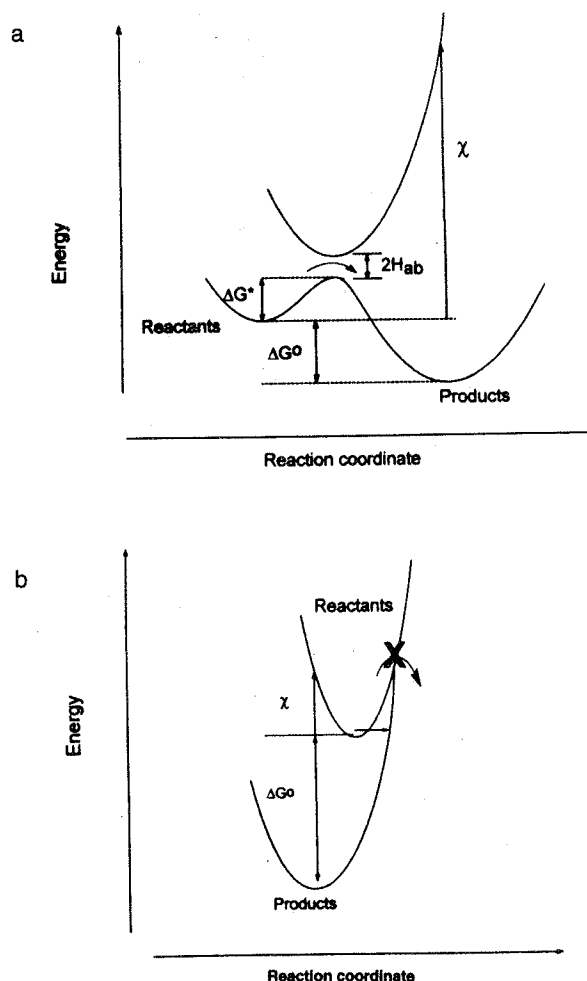 a
Energy
χ
2Hab
ΔG*
Reactants
ΔGo
Products
Reaction coordinate
b
Energy
Reactants
X
χ
ΔGo
Products
Reaction coordinate